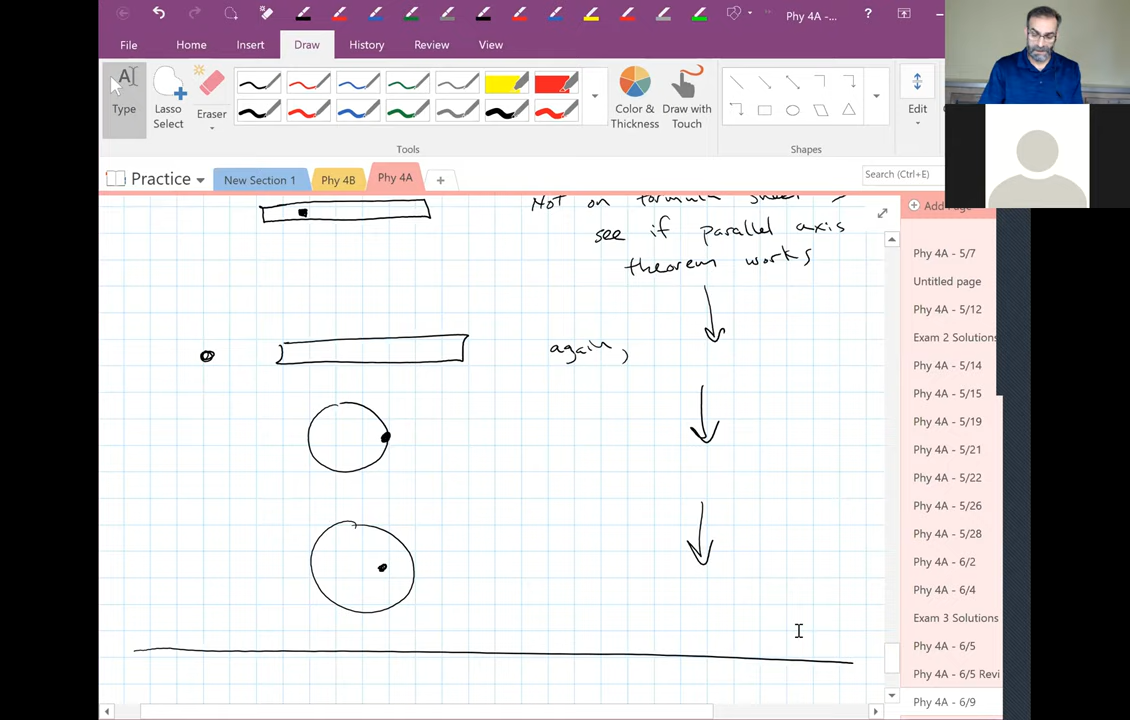 Phy 4A-...
?
File
Home
Insert
Draw
History
Review
View
Type
Lasso Select
Eraser
Color & Thickness
Draw with Touch
Edit
Tools
Shapes
Practice
New Section 1
Phy 4B
Phy 4A
+
Search (Ctrl+E)
Not on formula sheet -
see if parallel axis
theorem works
again,
Add Page
Phy 4A - 5/7
Untitled page
Phy 4A - 5/12
Exam 2 Solutions
Phy 4A - 5/14
Phy 4A - 5/15
Phy 4A - 5/19
Phy 4A - 5/21
Phy 4A - 5/22
Phy 4A - 5/26
Phy 4A - 5/28
Phy 4A - 6/2
Phy 4A - 6/4
Exam 3 Solutions
Phy 4A - 6/5
Phy 4A - 6/5 Revi
Phy 4A - 6/9